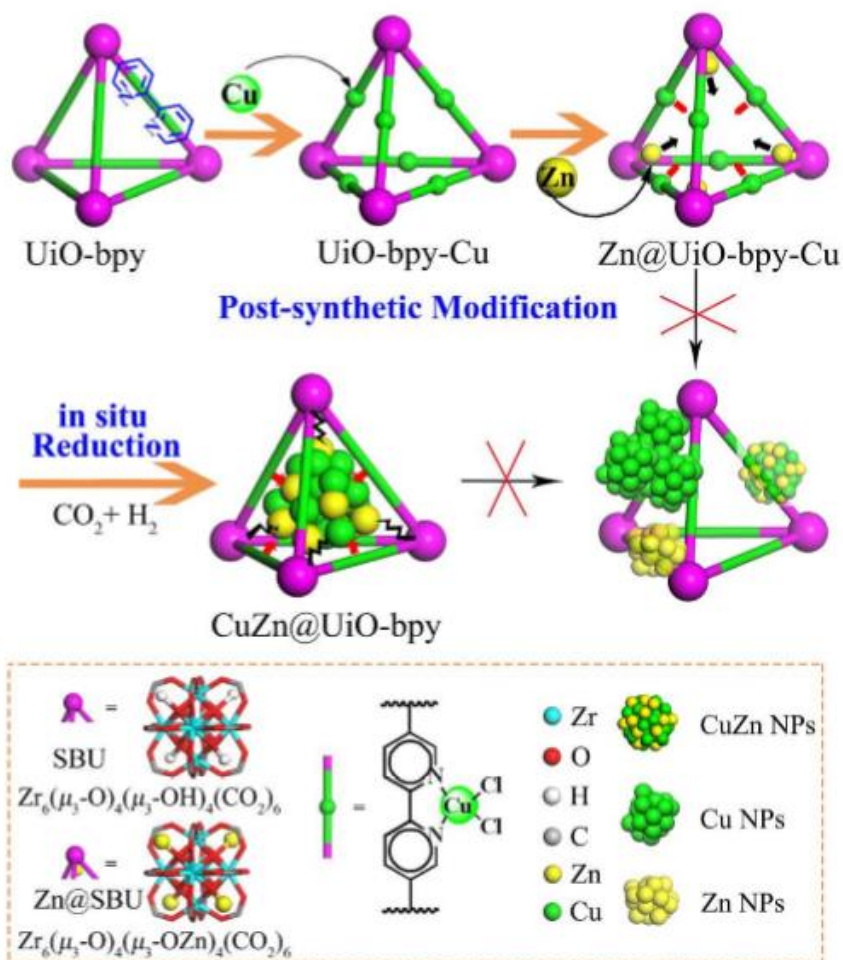 Cu
Zn
UiO-bpy
UiO-bpy-Cu
Zn@UiO-bpy-Cu
Post-synthetic Modification
in situ
Reduction
CO₂+ H₂
CuZn@UiO-bpy
=
SBU
Zr₆(μ₃-O)₄(μ₃-OH)₄(CO₂)₆
=
Zn@SBU
Zr₆(μ₃-O)₄(μ₃-OZn)₄(CO₂)₆
=
N
N
Cu
Cl
Cl
Zr
O
H
C
Zn
Cu
CuZn NPs
Cu NPs
Zn NPs